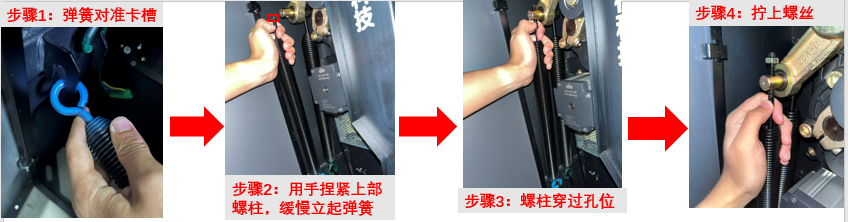 步骤1：弹簧对准卡槽
步骤2：用手捏紧上部
螺柱，缓慢立起弹簧
步骤3：螺柱穿过孔位
步骤4：拧上螺丝
技